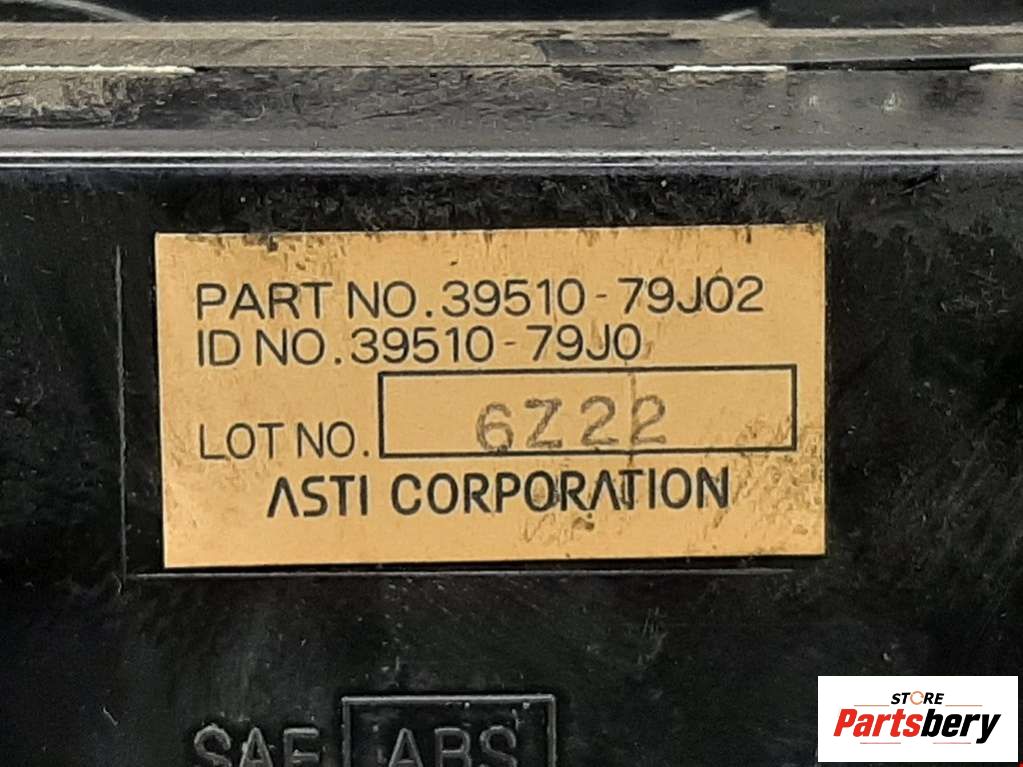 PART NO. 39510-79J02
ID NO. 39510-79J0
LOT NO. 6Z22
ASTI CORPORATION
SAE ABS
STORE
Partsbery